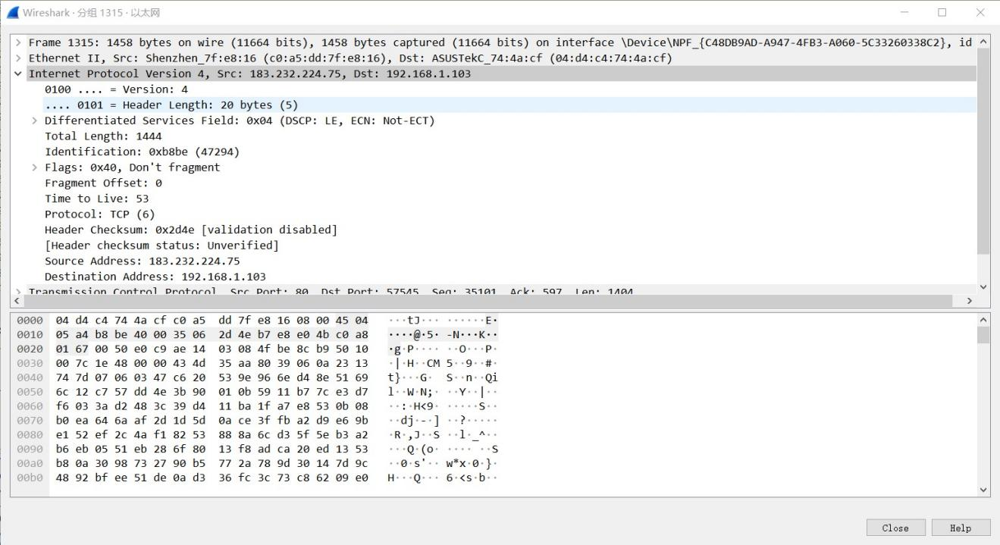 Wireshark · 分组 1315 · 以太网
Frame 1315: 1458 bytes on wire (11664 bits), 1458 bytes captured (11664 bits) on interface \Device\NPF_{C48DB9AD-A947-4FB3-A060-5C33260338C2}, id
Ethernet II, Src: Shenzhen_7f:e8:16 (c0:a5:dd:7f:e8:16), Dst: ASUSTekC_74:4a:cf (04:d4:c4:74:4a:cf)
Internet Protocol Version 4, Src: 183.232.224.75, Dst: 192.168.1.103
0100 .... = Version: 4
.... 0101 = Header Length: 20 bytes (5)
Differentiated Services Field: 0x04 (DSCP: LE, ECN: Not-ECT)
Total Length: 1444
Identification: 0xb8be (47294)
Flags: 0x40, Don't fragment
Fragment Offset: 0
Time to Live: 53
Protocol: TCP (6)
Header Checksum: 0x2d4e [validation disabled]
[Header checksum status: Unverified]
Source Address: 183.232.224.75
Destination Address: 192.168.1.103
Transmission Control Protocol, Src Port: 80, Dst Port: 57545, Seq: 35101, Ack: 597, Len: 1404
0000 04 d4 c4 74 4a cf c0 a5 dd 7f e8 16 08 00 45 04 ···tJ··· ······E·
0010 05 a4 b8 be 40 00 35 06 2d 4e b7 e8 e0 4b c0 a8 ····@·5· -N···K··
0020 01 67 00 50 e0 c9 ae 14 03 08 4f be 8c b9 50 10 ·g·P···· ··O···P·
0030 00 7c 1e 48 00 00 43 4d 35 aa 80 39 06 0a 23 13 ·|·H··CM 5··9··#·
0040 74 7d 07 06 03 47 c6 20 53 9e 96 6e d4 8e 51 69 t}···G·  S··n··Qi
0050 6c 12 c7 57 dd 4e 3b 90 01 0b 59 11 b7 7c e3 d7 l··W·N;· ··Y··|··
0060 f6 03 3a d2 48 3c 39 d4 11 ba 1f a7 e8 53 0b 08 ··:·H<9· ·····S··
0070 b0 ea 64 6a af 2d 1d 5d 0a ce 3f fb a2 d9 e6 9b ··dj·-·] ··?·····
0080 e1 52 ef 2c 4a f1 82 53 88 8a 6c d3 5f 5e b3 a2 ·R·,J··S ··l·_^··
0090 b6 eb 05 51 eb 28 6f 80 13 f8 ad ca 20 ed 13 53 ···Q·(o· ···· ··S
00a0 b8 0a 30 98 73 27 90 b5 77 2a 78 9d 30 14 7d 9c ··0·s'·· w*x·0·}·
00b0 48 92 bf ee 51 de 0a d3 36 fc 3c 73 c8 62 09 e0 H···Q··· 6·<s·b··
Close Help